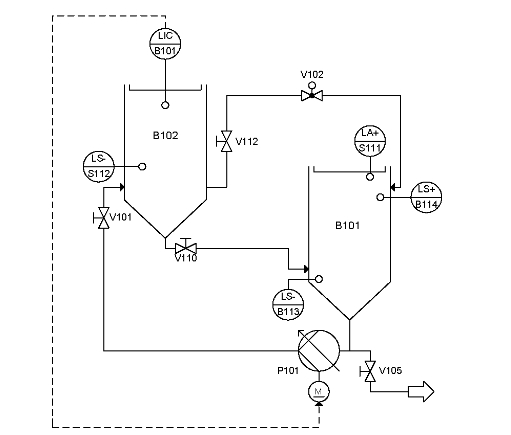 LIC
B101
V102
B102
V112
LA+
S111
LS-
S112
LS+
B114
V101
B101
V110
LS-
B113
P101
V105
M